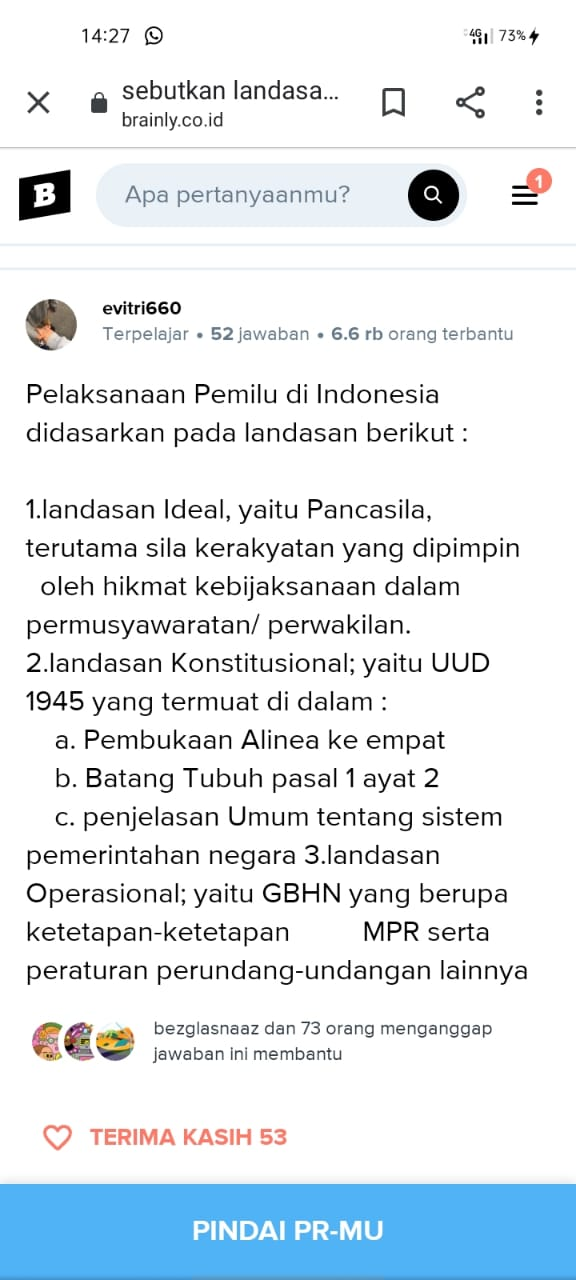 14:27 4G 73%
sebutkan landasa...
brainly.co.id
B Apa pertanyaanmu? 1
evitri660
Terpelajar • 52 jawaban • 6.6 rb orang terbantu
Pelaksanaan Pemilu di Indonesia
didasarkan pada landasan berikut :
1.landasan Ideal, yaitu Pancasila,
terutama sila kerakyatan yang dipimpin
oleh hikmat kebijaksanaan dalam
permusyawaratan/ perwakilan.
2.landasan Konstitusional; yaitu UUD
1945 yang termuat di dalam :
a. Pembukaan Alinea ke empat
b. Batang Tubuh pasal 1 ayat 2
c. penjelasan Umum tentang sistem
pemerintahan negara 3.landasan
Operasional; yaitu GBHN yang berupa
ketetapan-ketetapan MPR serta
peraturan perundang-undangan lainnya
bezglasnaaz dan 73 orang menganggap
jawaban ini membantu
TERIMA KASIH 53
PINDAI PR-MU